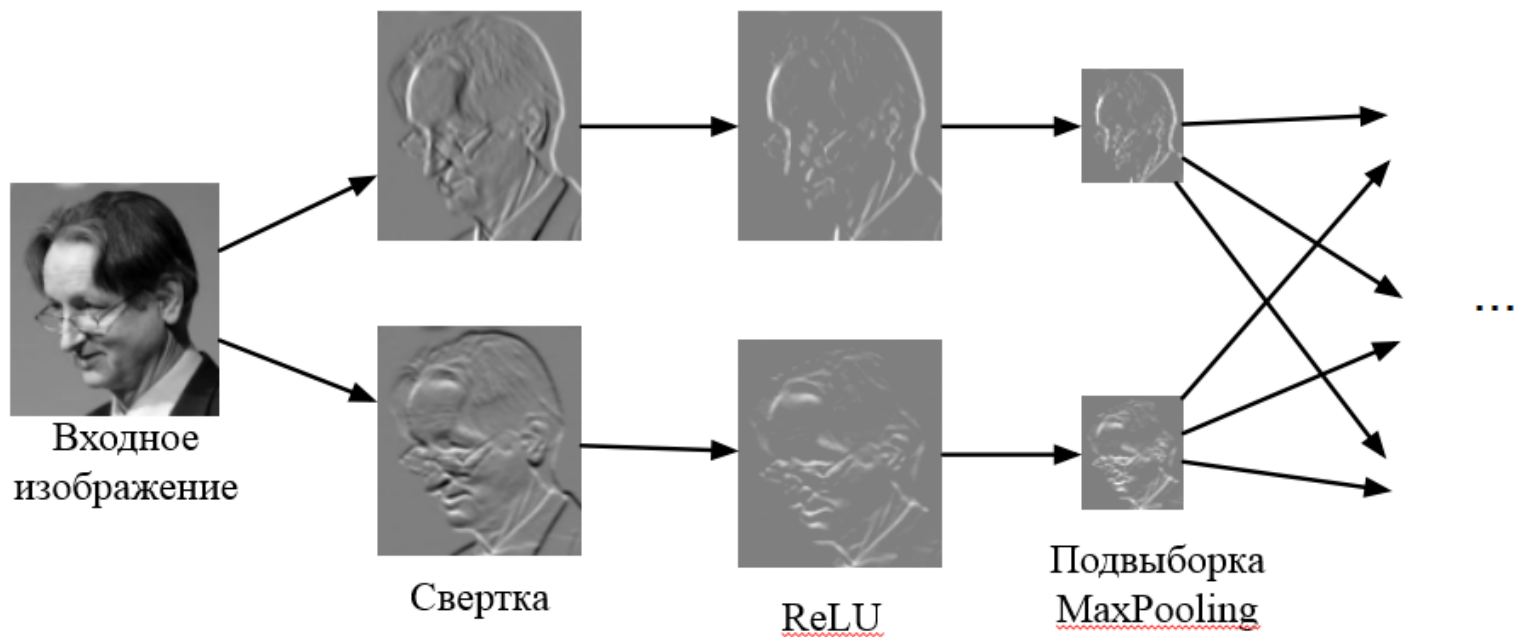 Входное
изображение
Свертка
ReLU
Подвыборка
MaxPooling
...